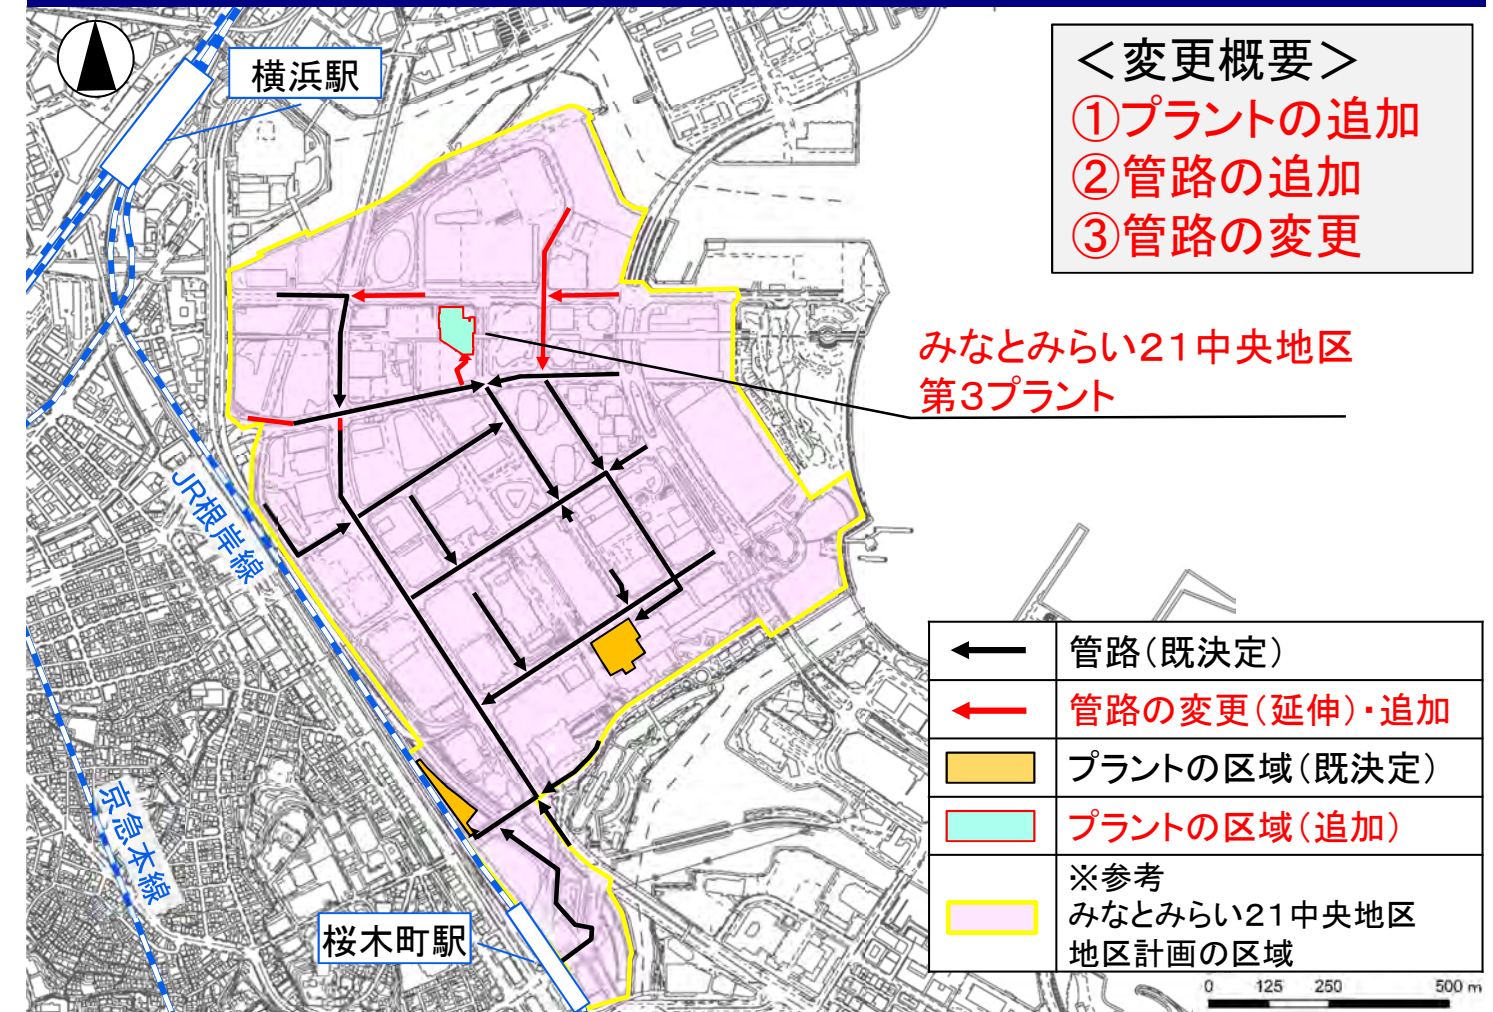 横浜駅
＜変更概要＞
①プラントの追加
②管路の追加
③管路の変更
みなとみらい21中央地区
第3プラント
JR根岸線
京急本線
桜木町駅
管路（既決定）
管路の変更（延伸）・追加
プラントの区域（既決定）
プラントの区域（追加）
※参考
みなとみらい21中央地区
地区計画の区域
0 125 250 500 m